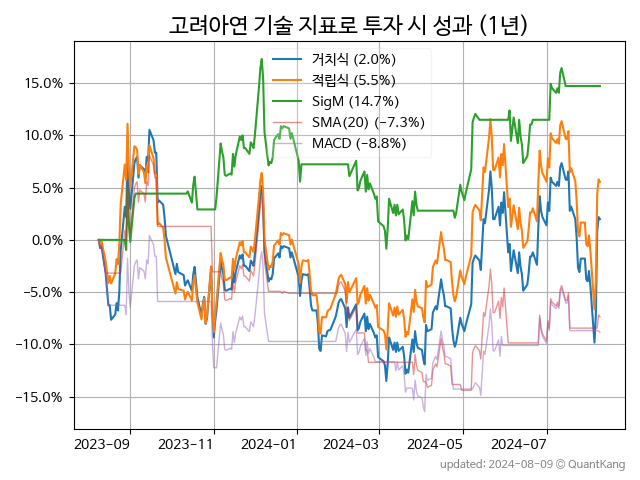 고려아연 기술 지표로 투자 시 성과 (1년)
거치식 (2.0%)
적립식 (5.5%)
SigM (14.7%)
SMA(20) (−7.3%)
MACD (−8.8%)
15.0%
10.0%
5.0%
0.0%
−5.0%
−10.0%
−15.0%
2023-09 2023-11 2024-01 2024-03 2024-05 2024-07
updated: 2024-08-09 © QuantKang